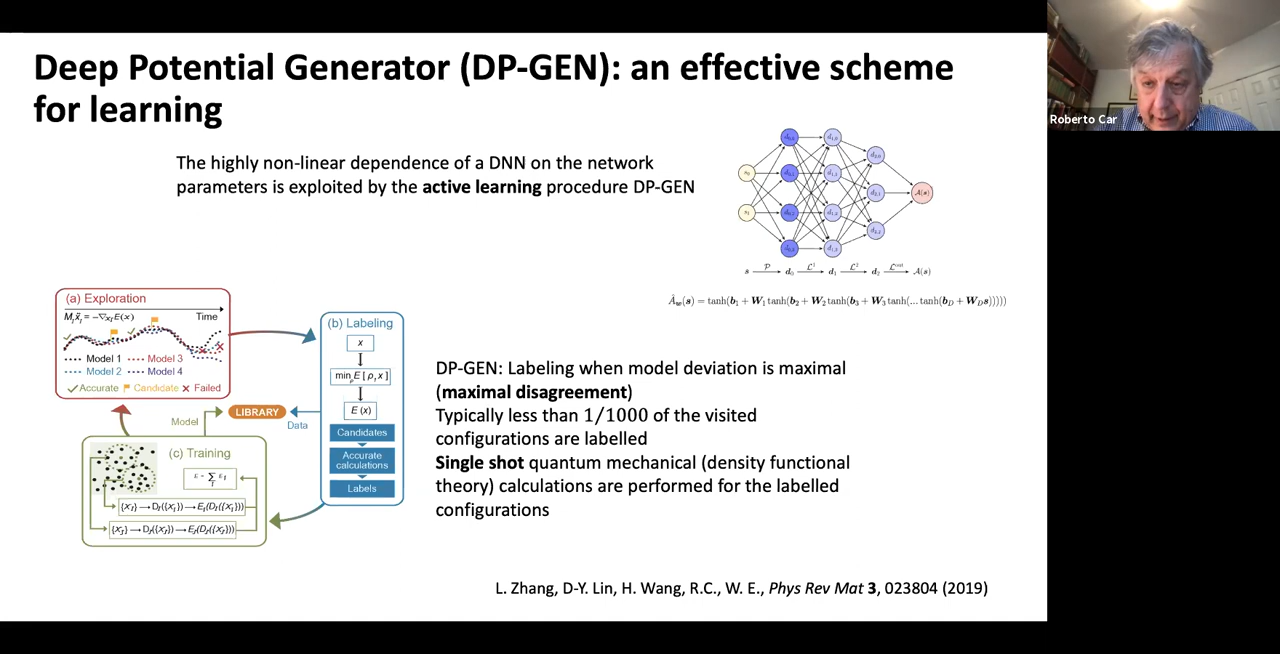 Deep Potential Generator (DP-GEN): an effective scheme
for learning
Roberto Car
The highly non-linear dependence of a DNN on the network
parameters is exploited by the active learning procedure DP-GEN
(a) Exploration
Time
Model 1
Model 3
Model 2
Model 4
Accurate
Candidate
Failed
(b) Labeling
x
E (x)
Candidates
Accurate
calculations
Labels
Model
LIBRARY
Data
(c) Training
DP-GEN: Labeling when model deviation is maximal
(maximal disagreement)
Typically less than 1/1000 of the visited
configurations are labelled
Single shot quantum mechanical (density functional
theory) calculations are performed for the labelled
configurations
L. Zhang, D-Y. Lin, H. Wang, R.C., W. E., Phys Rev Mat 3, 023804 (2019)